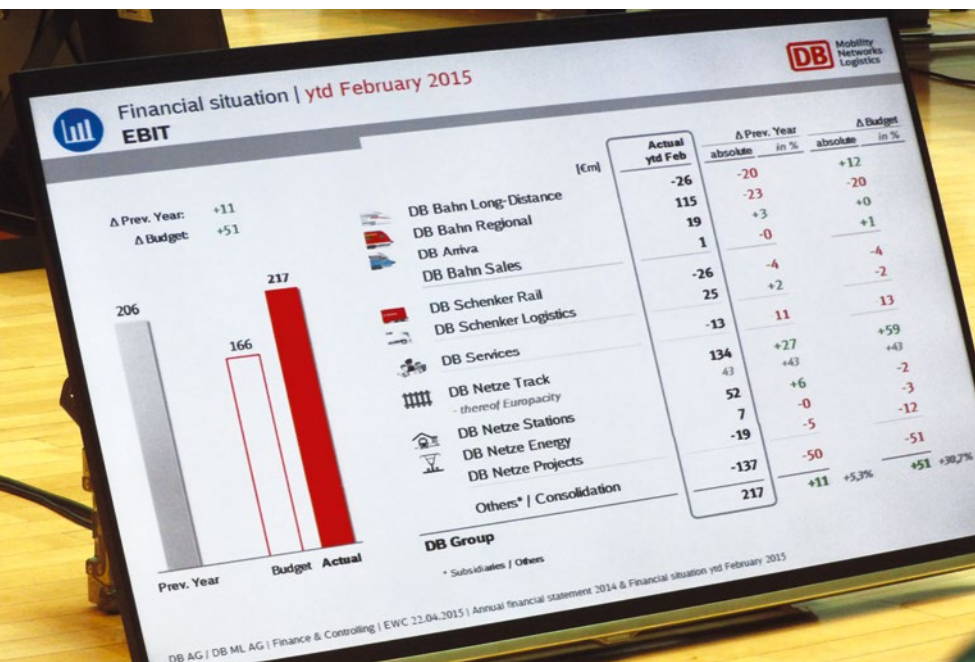 Financial situation | ytd February 2015
EBIT
DB Mobility
Networks
Logistics
Δ Prev. Year: +11
Δ Budget: +51
206
166
217
Prev. Year Budget Actual
[€m] Actual ytd Feb Δ Prev. Year absolute in % Δ Budget absolute in %
DB Bahn Long-Distance -26 -20 +12
DB Bahn Regional 115 -23 -20
DB Arriva 19 +3 +0
DB Bahn Sales 1 -0 +1
DB Schenker Rail -26 -4 -4
DB Schenker Logistics 25 +2 -2
DB Services -13 11 13
DB Netze Track 134 +27 +59
- thereof Europacity 43 +43 +43
DB Netze Stations 52 +6 -2
DB Netze Energy 7 -0 -3
DB Netze Projects -19 -5 -12
Others* / Consolidation -137 -50 -51
DB Group 217 +11 +5,3% +51 +30,7%
* Subsidiaries / Others
DB AG / DB ML AG | Finance & Controlling | EWC 22.04.2015 | Annual financial statement 2014 & Financial situation ytd February 2015